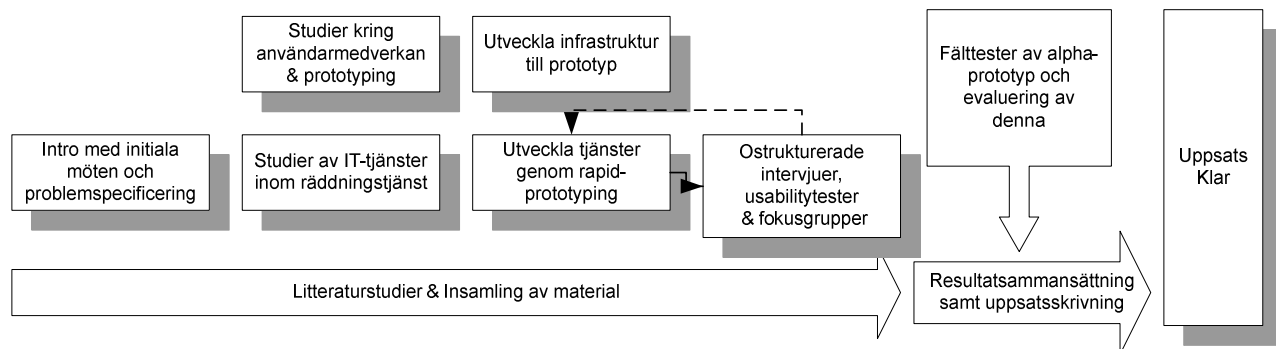 Studier kring
användarmedverkan
& prototyping
Utveckla infrastruktur
till prototyp
Fälttester av alpha-
prototyp och
evaluering av
denna
Intro med initiala
möten och
problemspecificering
Studier av IT-tjänster
inom räddningstjänst
Utveckla tjänster
genom rapid-
prototyping
Ostrukturerade
intervjuer,
usabilitytester
& fokusgrupper
Uppsats
Klar
Litteraturstudier & Insamling av material
Resultatsammansättning
samt uppsatsskrivning